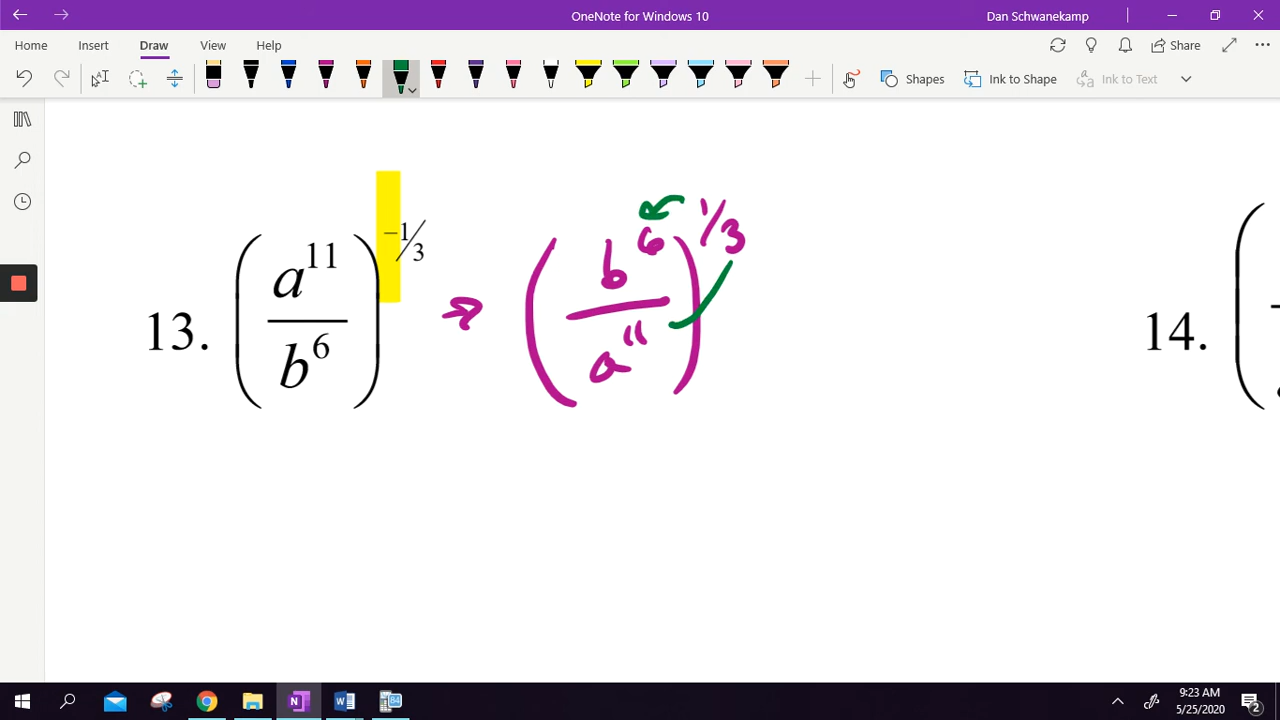 OneNote for Windows 10
Dan Schwanekamp
Home Insert Draw View Help
Share
Shapes Ink to Shape Ink to Text
13. (a^11/b^6)^-1/3 → (b^6/a^11)^1/3
14. (
9:23 AM
5/25/2020
2